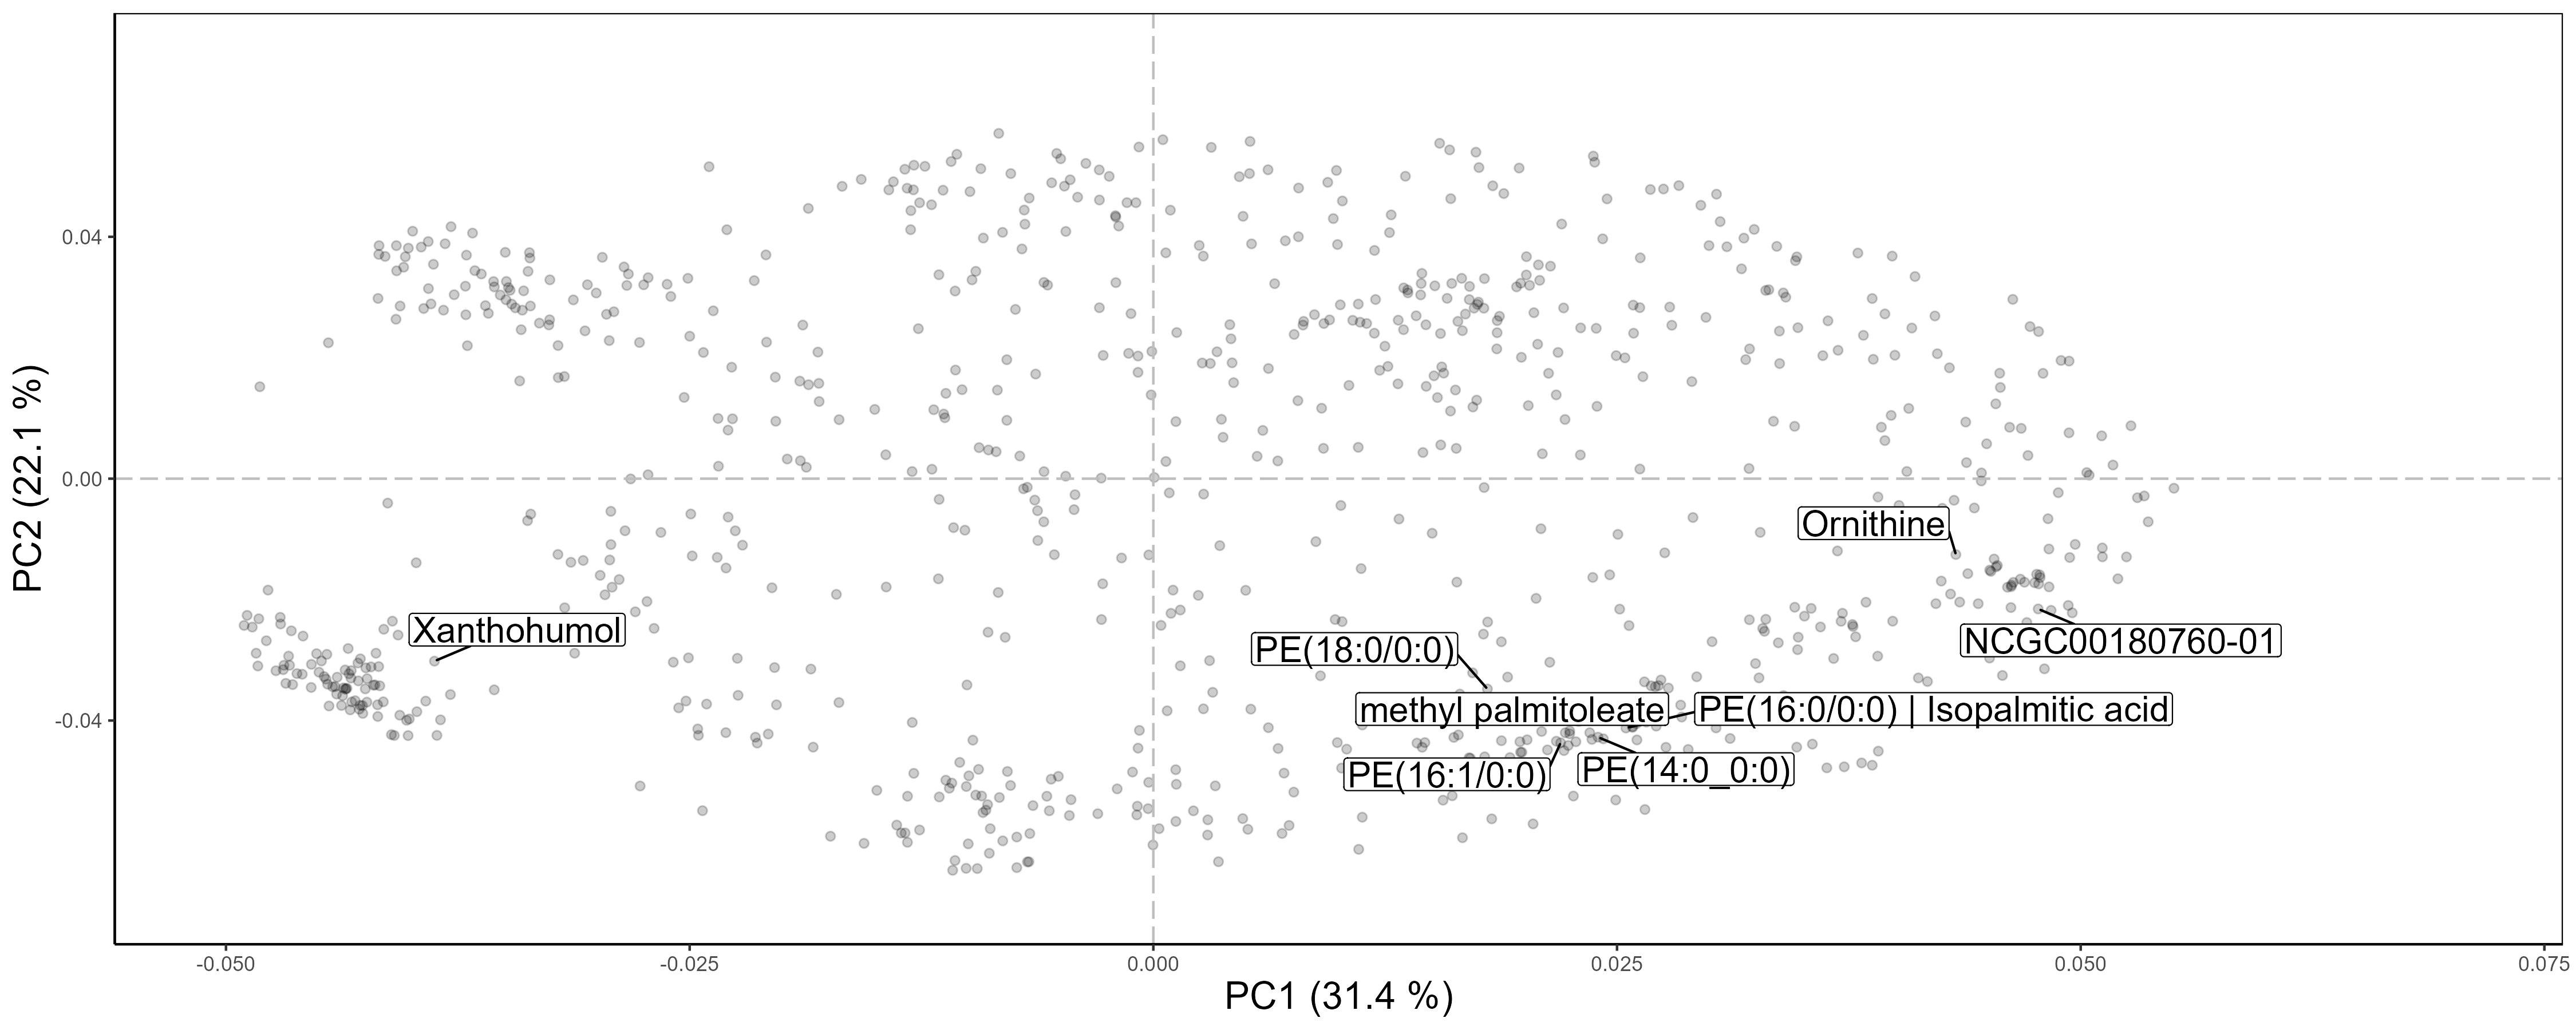 0.04
0.00
-0.04
PC2 (22.1 %)
Ornithine
Xanthohumol
NCGC00180760-01
PE(18:0/0:0)
methyl palmitoleate
PE(16:0/0:0) | Isopalmitic acid
PE(16:1/0:0)
PE(14:0_0:0)
-0.050
-0.025
0.000
0.025
0.050
0.075
PC1 (31.4 %)